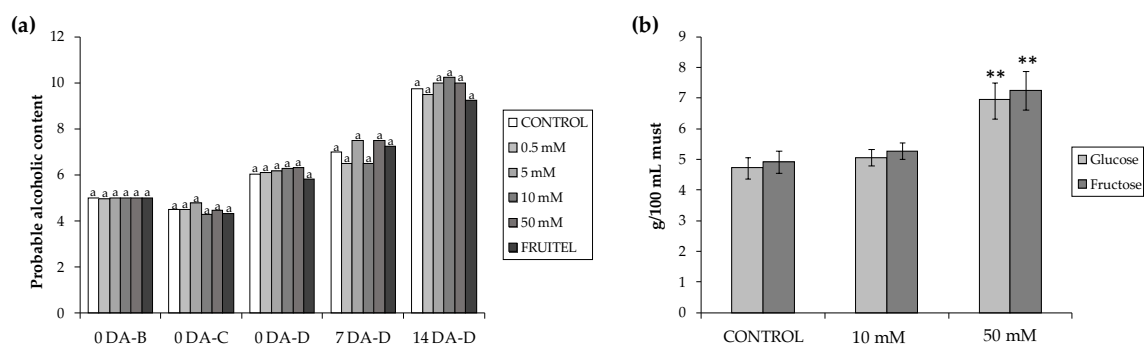 (a)
Probable alcoholic content
12
10
8
6
4
2
0
a a a a a a
a a a a a a
a a a a a a
a a a a a a
a a a a a a
0 DA-B 0 DA-C 0 DA-D 7 DA-D 14 DA-D
CONTROL
0.5 mM
5 mM
10 mM
50 mM
FRUITEL
(b)
g/100 mL must
9
8
7
6
5
4
3
2
1
0
** **
CONTROL 10 mM 50 mM
Glucose
Fructose